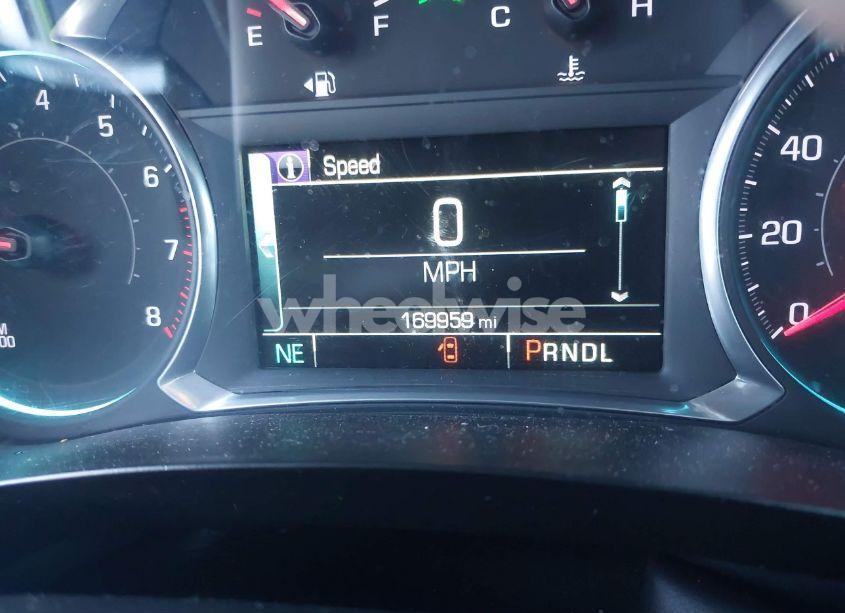 E F C H
4
5
6
7
8
Speed
0
MPH
169959 mi
NE PRNDL
40
20
0
wheelwise